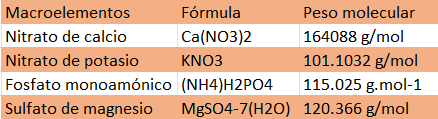 Macroelementos Fórmula Peso molecular
Nitrato de calcio Ca(NO3)2 164088 g/mol
Nitrato de potasio KNO3 101.1032 g/mol
Fosfato monoamónico (NH4)H2PO4 115.025 g.mol-1
Sulfato de magnesio MgSO4-7(H2O) 120.366 g/mol